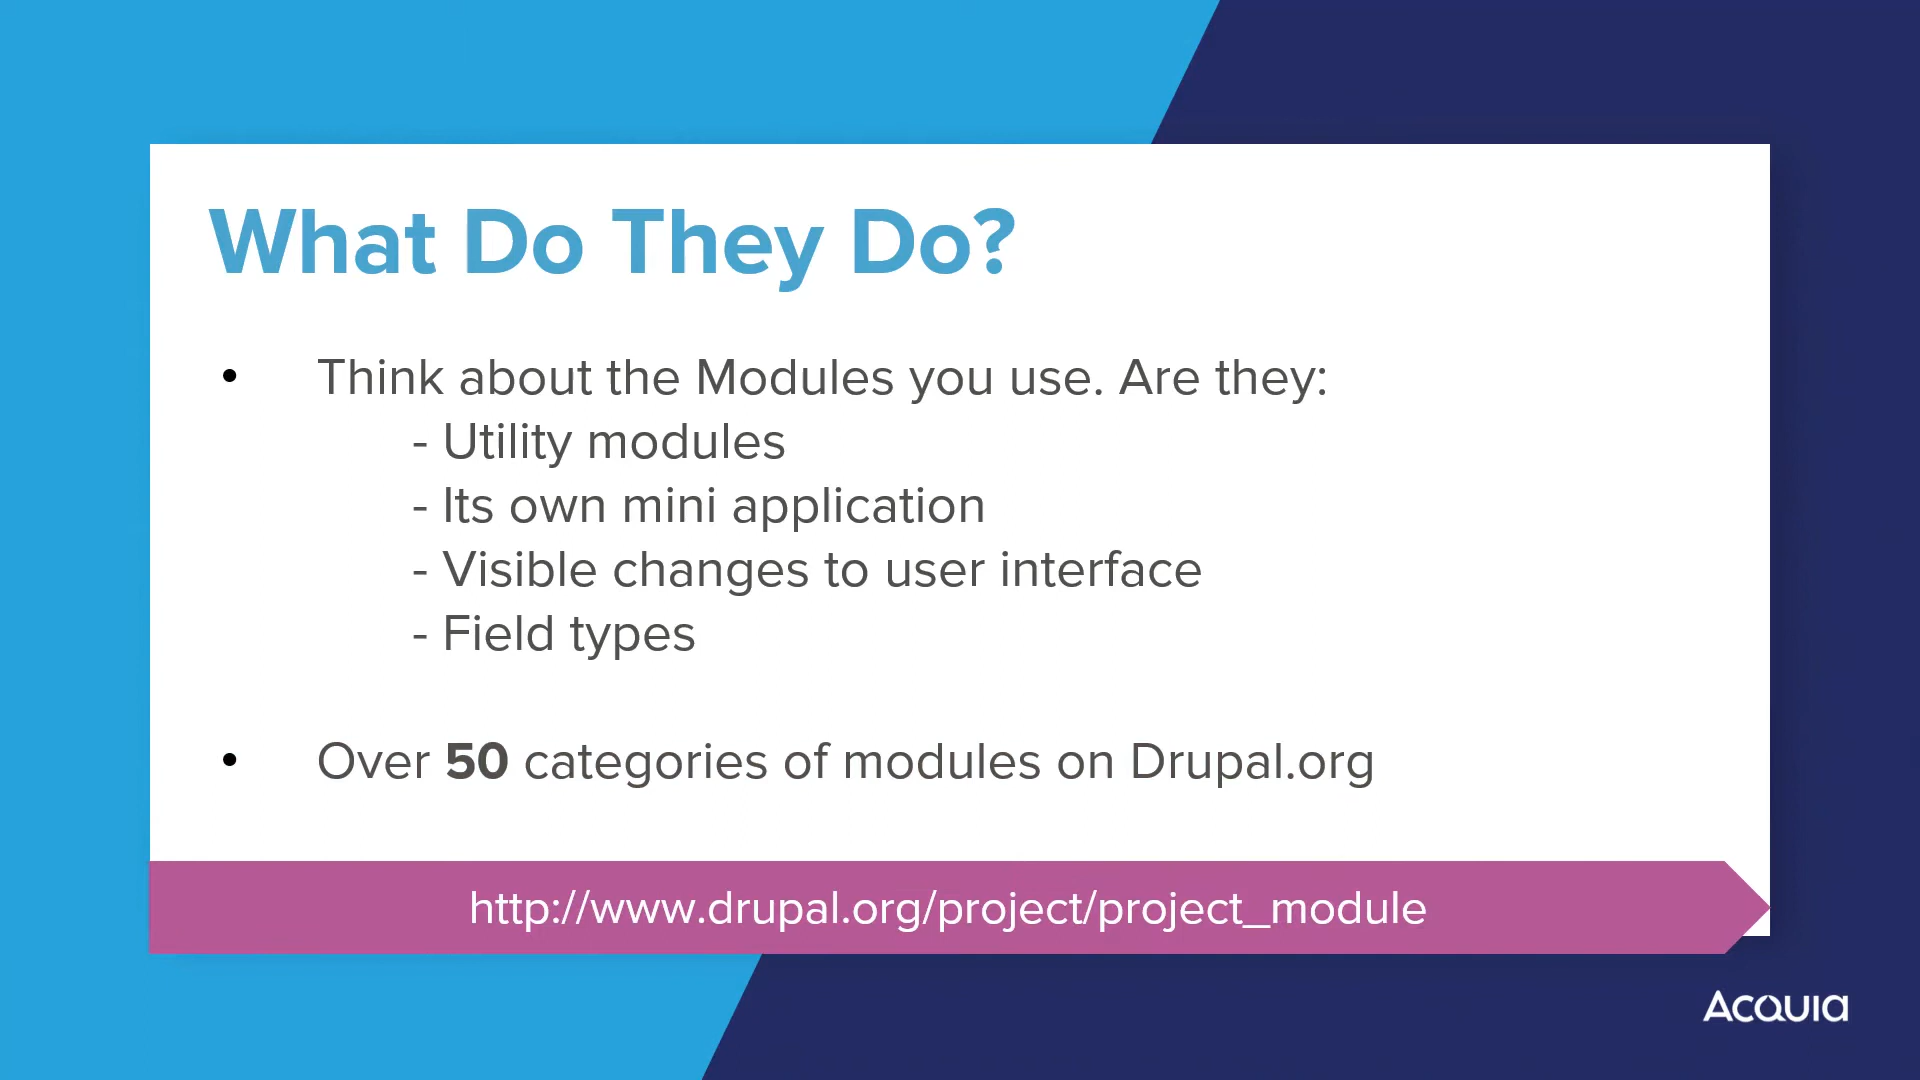 What Do They Do?
• Think about the Modules you use. Are they:
- Utility modules
- Its own mini application
- Visible changes to user interface
- Field types
• Over 50 categories of modules on Drupal.org
http://www.drupal.org/project/project_module
Acquia